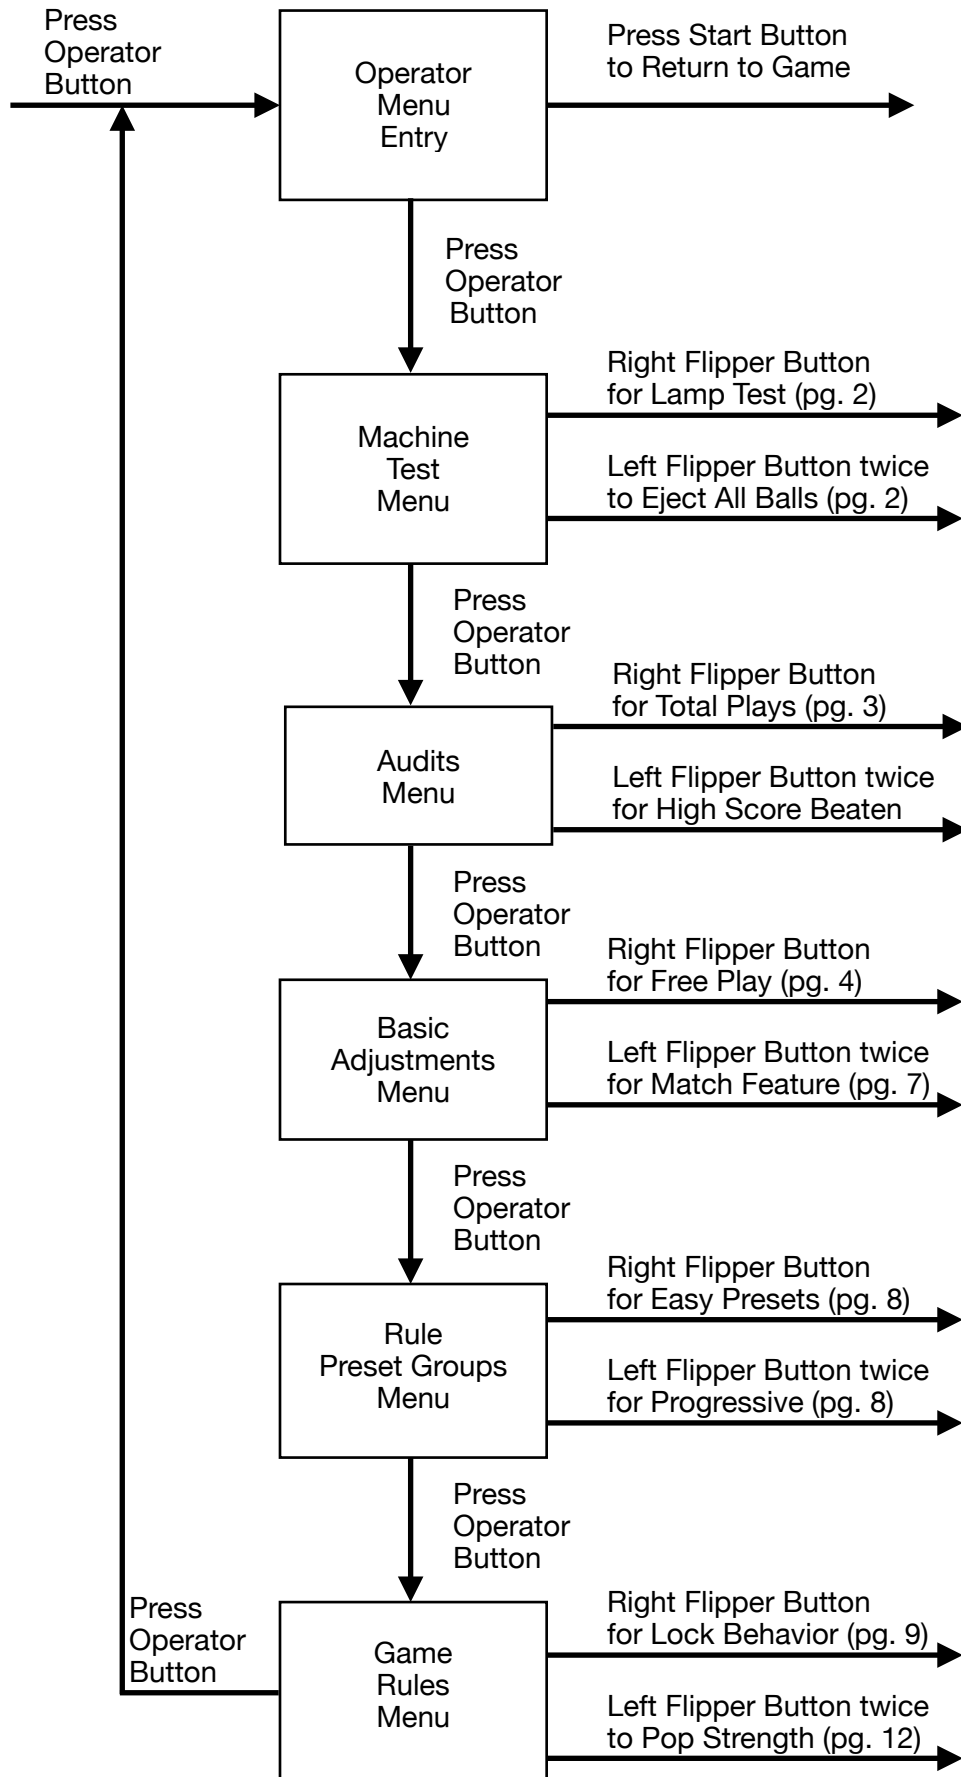 Press
Operator
Button
Operator
Menu
Entry
Press Start Button
to Return to Game
Press
Operator
Button
Machine
Test
Menu
Right Flipper Button
for Lamp Test (pg. 2)
Left Flipper Button twice
to Eject All Balls (pg. 2)
Press
Operator
Button
Audits
Menu
Right Flipper Button
for Total Plays (pg. 3)
Left Flipper Button twice
for High Score Beaten
Press
Operator
Button
Basic
Adjustments
Menu
Right Flipper Button
for Free Play (pg. 4)
Left Flipper Button twice
for Match Feature (pg. 7)
Press
Operator
Button
Rule
Preset Groups
Menu
Right Flipper Button
for Easy Presets (pg. 8)
Left Flipper Button twice
for Progressive (pg. 8)
Press
Operator
Button
Press
Operator
Button
Game
Rules
Menu
Right Flipper Button
for Lock Behavior (pg. 9)
Left Flipper Button twice
to Pop Strength (pg. 12)